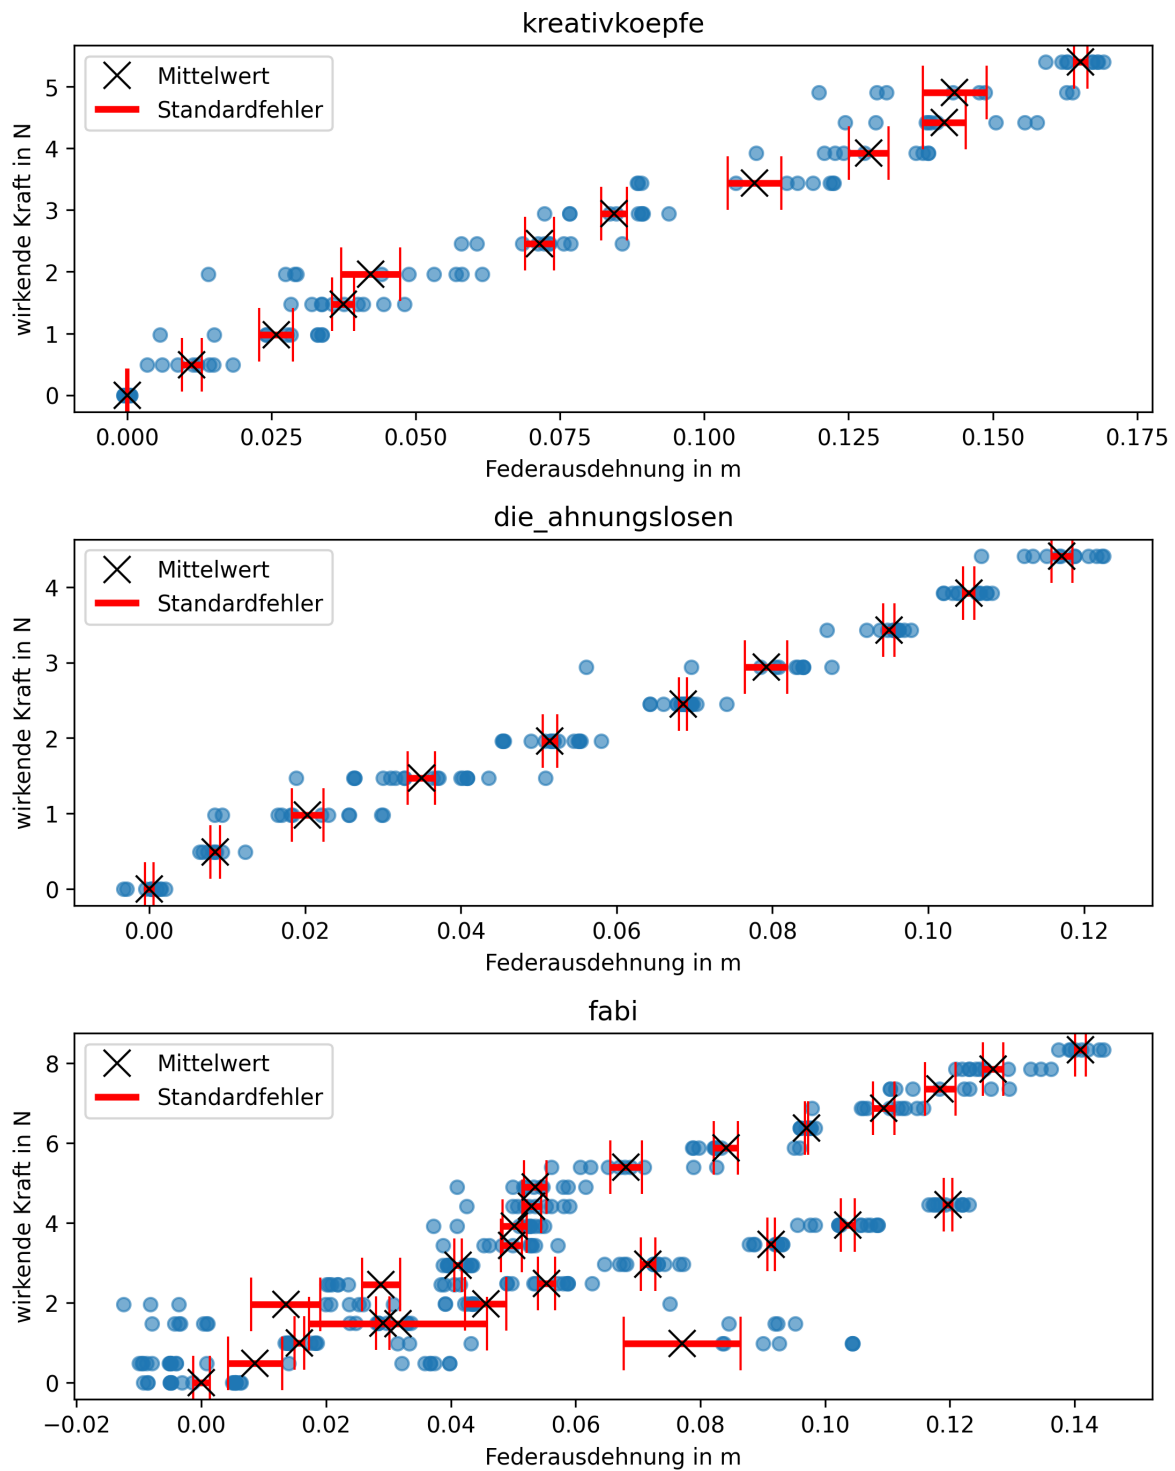 kreativkoepfe
Mittelwert
Standardfehler
wirkende Kraft in N
5
4
3
2
1
0
0.000 0.025 0.050 0.075 0.100 0.125 0.150 0.175
Federausdehnung in m
die_ahnungslosen
Mittelwert
Standardfehler
wirkende Kraft in N
4
3
2
1
0
0.00 0.02 0.04 0.06 0.08 0.10 0.12
Federausdehnung in m
fabi
Mittelwert
Standardfehler
wirkende Kraft in N
8
6
4
2
0
−0.02 0.00 0.02 0.04 0.06 0.08 0.10 0.12 0.14
Federausdehnung in m